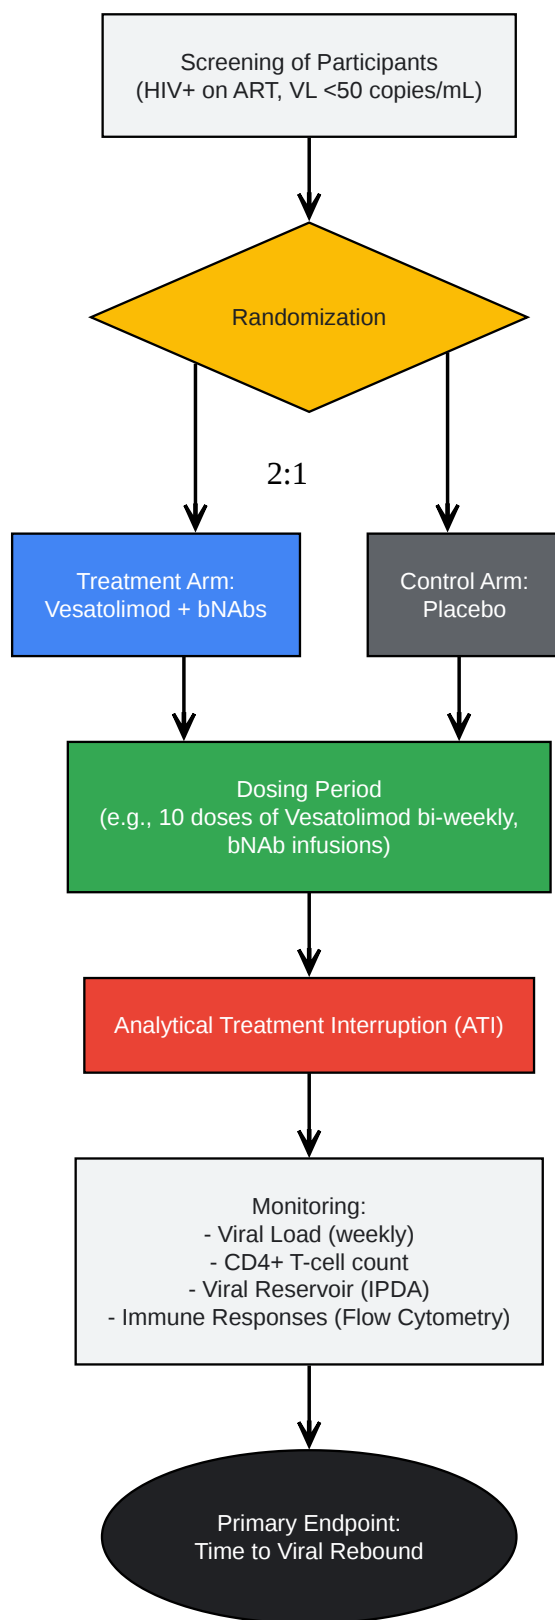 Screening of Participants
(HIV+ on ART, VL <50 copies/mL)
Randomization
2:1
Treatment Arm:
Vesatolimod + bNAbs
Control Arm:
Placebo
Dosing Period
(e.g., 10 doses of Vesatolimod bi-weekly,
bNAb infusions)
Analytical Treatment Interruption (ATI)
Monitoring:
- Viral Load (weekly)
- CD4+ T-cell count
- Viral Reservoir (IPDA)
- Immune Responses (Flow Cytometry)
Primary Endpoint:
Time to Viral Rebound